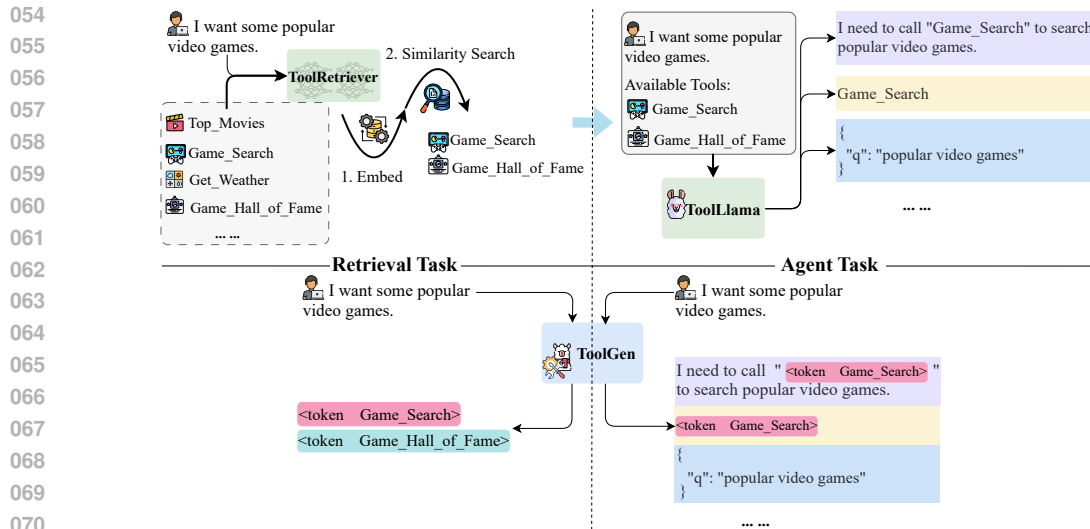 054
055
056
057
058
059
060
061
062
063
064
065
066
067
068
069
070
I want some popular
video games.
ToolRetriever
2. Similarity Search
Top_Movies
Game_Search
Get_Weather
Game_Hall_of_Fame
... ...
1. Embed
Game_Search
Game_Hall_of_Fame
I want some popular
video games.
Available Tools:
Game_Search
Game_Hall_of_Fame
ToolLlama
I need to call "Game_Search" to search
popular video games.
Game_Search
{
"q": "popular video games"
}
... ...
Retrieval Task
Agent Task
I want some popular
video games.
I want some popular
video games.
ToolGen
<token Game_Search>
<token Game_Hall_of_Fame>
I need to call " <token Game_Search> "
to search popular video games.
<token Game_Search>
{
"q": "popular video games"
}
... ...